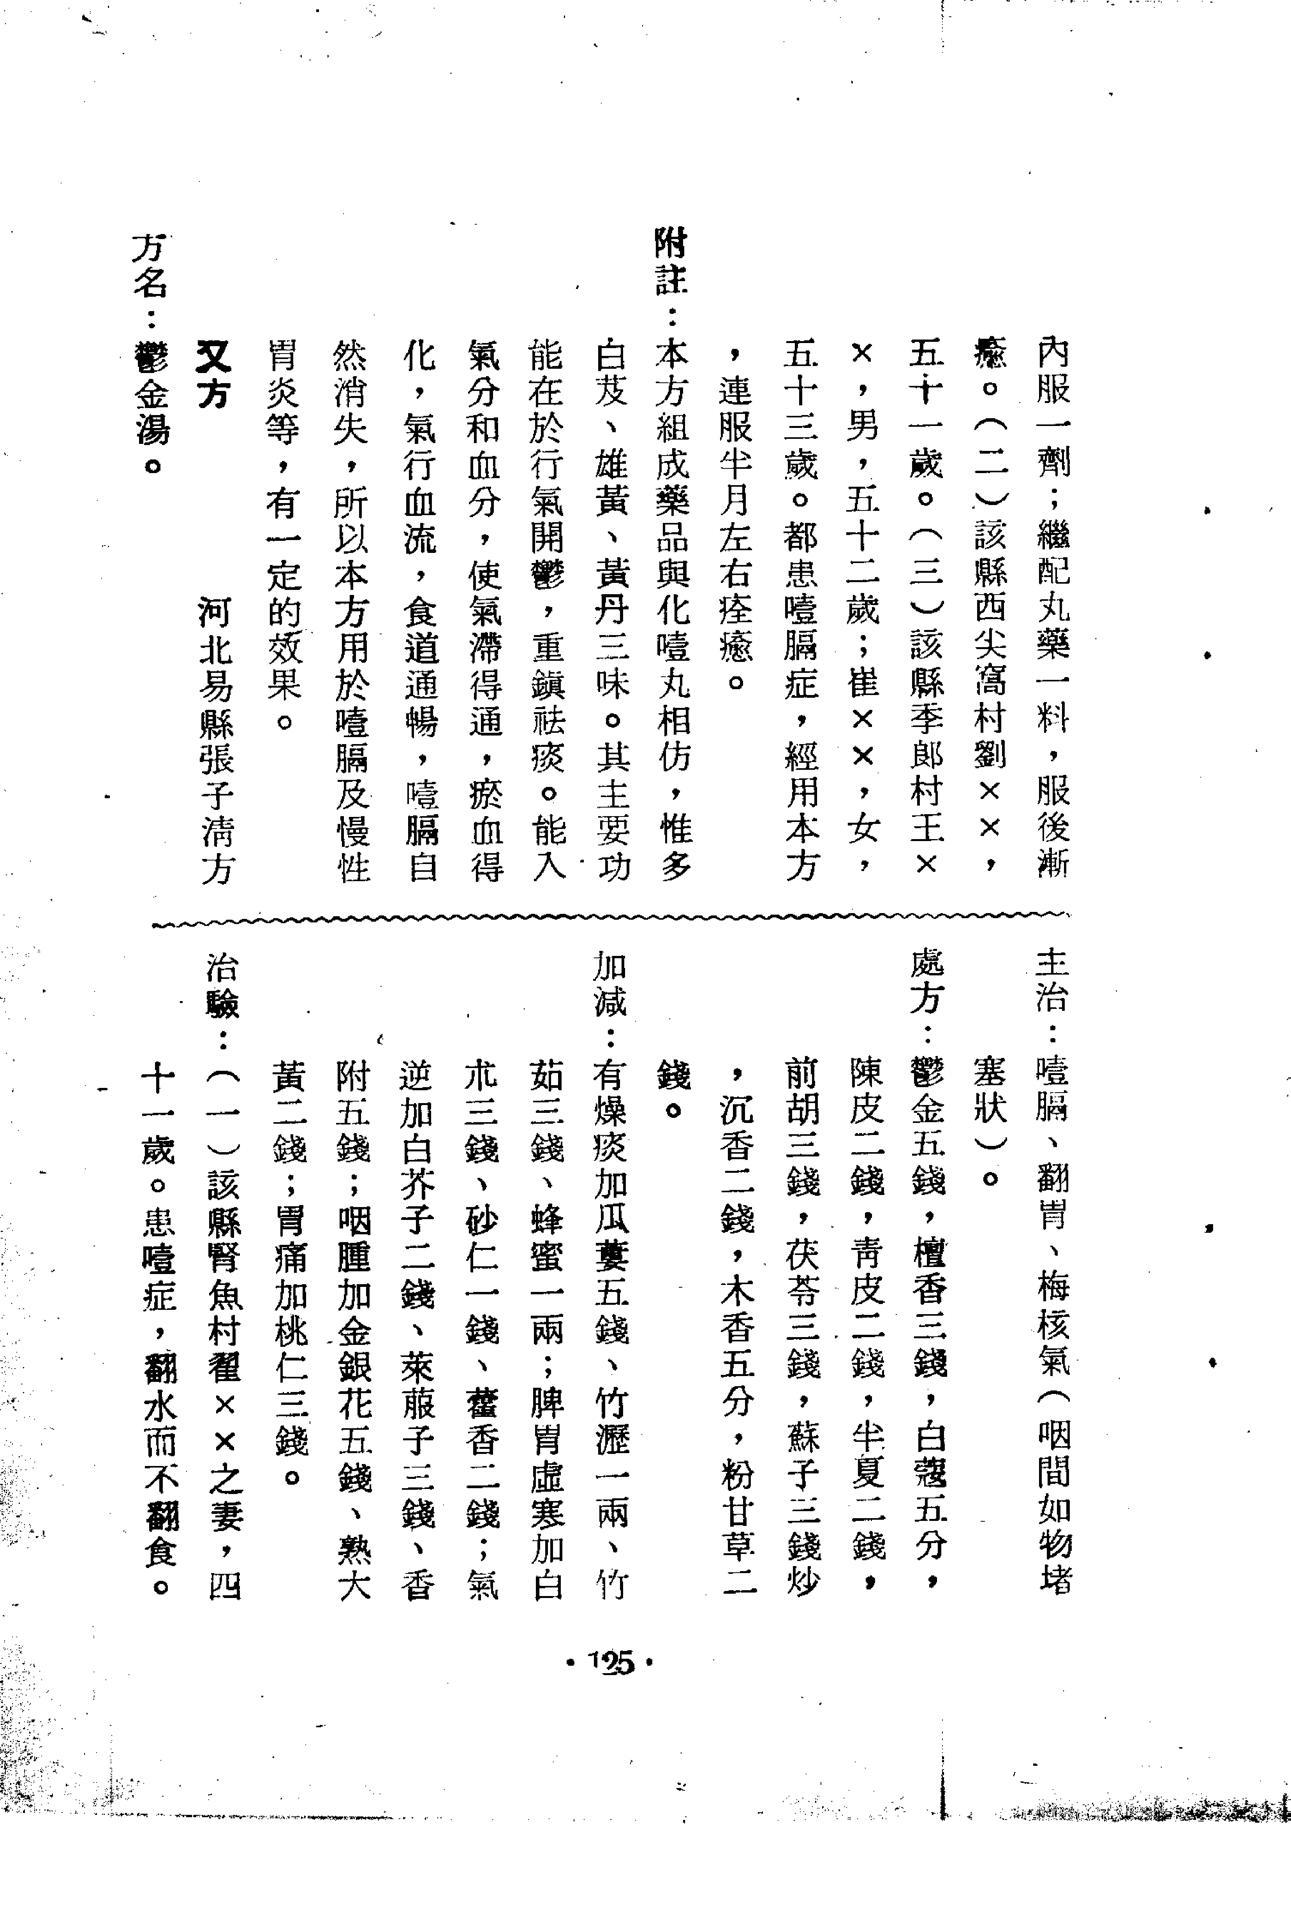 內服一劑；繼配丸藥一料，服後漸
癒。（二）該縣西尖窩村劉××，
五十一歲。（三）該縣季郎村王×
×，男，五十二歲；崔××，女，
五十三歲。都患噎膈症，經用本方
，連服半月左右痊癒。
附註：本方組成藥品與化噎丸相仿，惟多
白芨、雄黃、黃丹三味。其主要功
能在於行氣開鬱，重鎭祛痰。能入
氣分和血分，使氣滯得通，瘀血得
化，氣行血流，食道通暢，噎膈自
然消失，所以本方用於噎膈及慢性
胃炎等，有一定的效果。
又方 河北易縣張子淸方
方名：鬱金湯。
主治：噎膈、翻胃、梅核氣（咽間如物堵
塞狀）。
處方：鬱金五錢，檀香三錢，白蔻五分，
陳皮二錢，靑皮二錢，半夏二錢，
前胡三錢，茯苓三錢，蘇子三錢炒
，沉香二錢，木香五分，粉甘草二
錢。
加減：有燥痰加瓜蔞五錢、竹瀝一兩、竹
茹三錢、蜂蜜一兩；脾胃虛寒加白
朮三錢、砂仁一錢、藿香二錢；氣
逆加白芥子二錢、萊菔子三錢、香
附五錢；咽腫加金銀花五錢、熟大
黃二錢；胃痛加桃仁三錢。
治驗：（一）該縣腎魚村翟××之妻，四
十一歲。患噎症，翻水而不翻食。
•125•